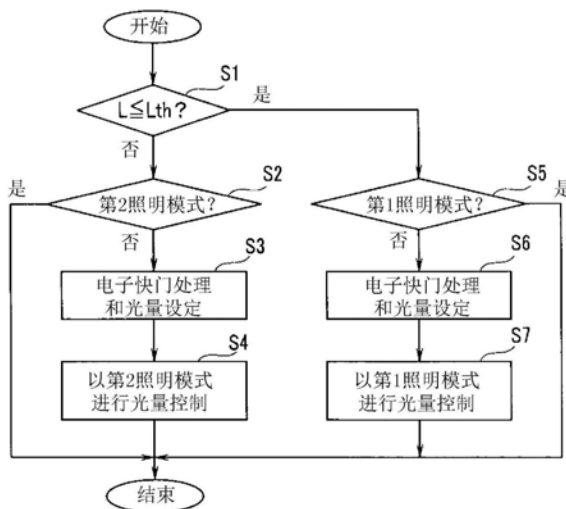 开始
S1
L≦Lth?
是
否
S2
是
第2照明模式?
否
S3
电子快门处理
和光量设定
S4
以第2照明模式
进行光量控制
S5
是
第1照明模式?
否
S6
电子快门处理
和光量设定
S7
以第1照明模式
进行光量控制
结束